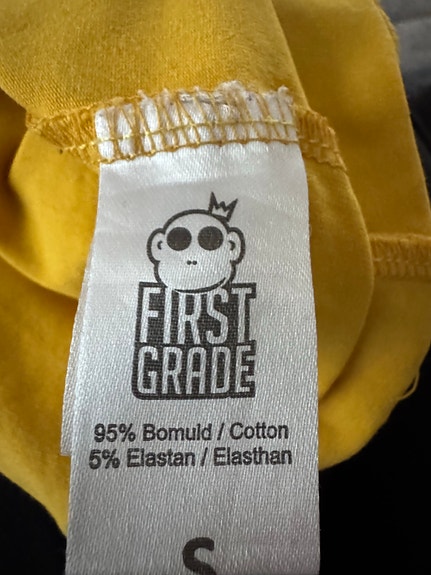 FIRST
GRADE
95% Bomuld / Cotton
5% Elastan / Elasthan
S